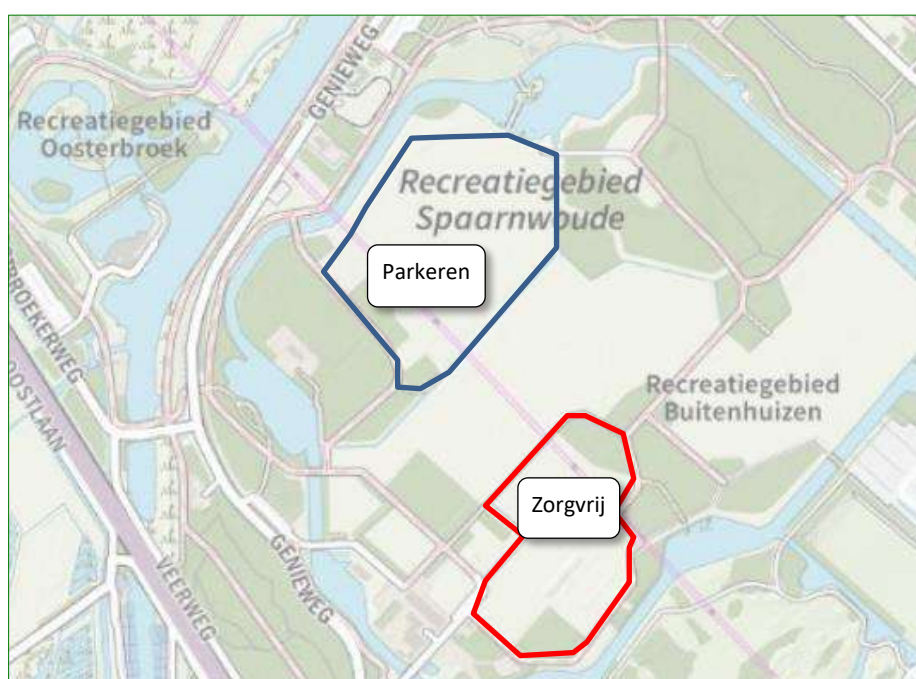 GENIEWEG
Recreatiegebied
Oosterbroek
Recreatiegebied
Spaarnwoude
Parkeren
ROEKERWEG
OOSTLAAN
Recreatiegebied
Buitenhuizen
Zorgvrij
GENIEWEG
VEERWEG